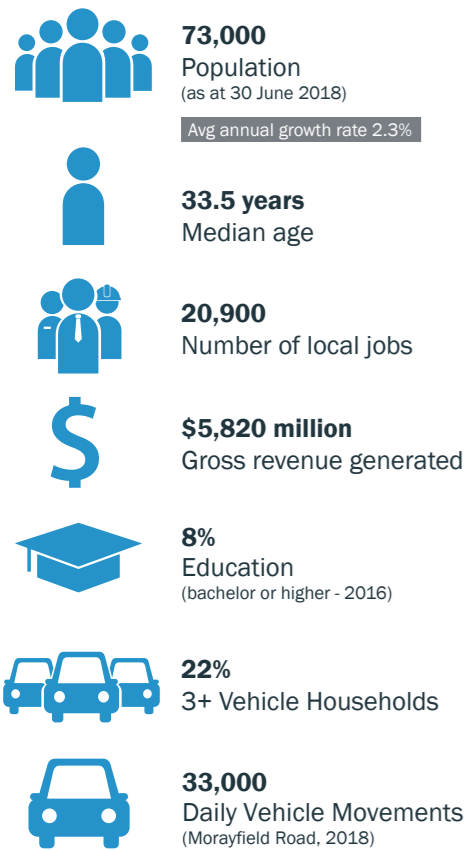 73,000
Population
(as at 30 June 2018)
Avg annual growth rate 2.3%
33.5 years
Median age
20,900
Number of local jobs
$5,820 million
Gross revenue generated
8%
Education
(bachelor or higher - 2016)
22%
3+ Vehicle Households
33,000
Daily Vehicle Movements
(Morayfield Road, 2018)